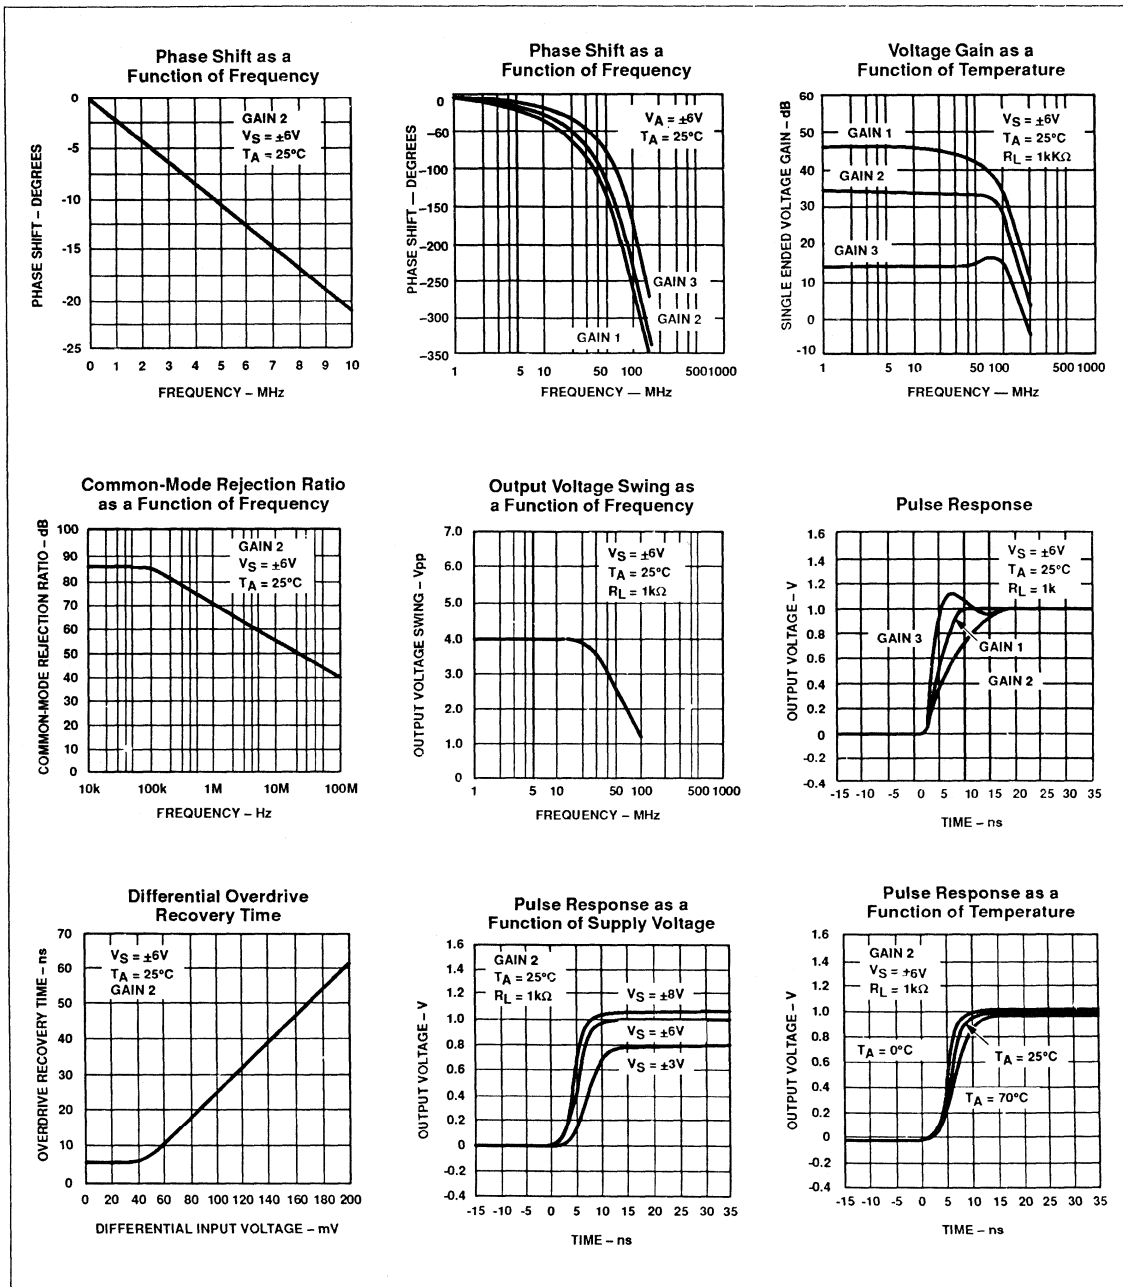 Phase Shift as a
Function of Frequency
GAIN 2
VS = ±6V
TA = 25°C
PHASE SHIFT – DEGREES
0
-5
-10
-15
-20
-25
0 1 2 3 4 5 6 7 8 9 10
FREQUENCY – MHz
Phase Shift as a
Function of Frequency
VA = ±6V
TA = 25°C
PHASE SHIFT — DEGREES
0
-60
-100
-150
-200
-250
-300
-350
GAIN 3
GAIN 2
GAIN 1
1 5 10 50 100 500 1000
FREQUENCY — MHz
Voltage Gain as a
Function of Temperature
VS = ±6V
TA = 25°C
RL = 1kKΩ
SINGLE ENDED VOLTAGE GAIN – dB
60
50
40
30
20
10
0
-10
GAIN 1
GAIN 2
GAIN 3
1 5 10 50 100 500 1000
FREQUENCY — MHz
Common-Mode Rejection Ratio
as a Function of Frequency
GAIN 2
VS = ±6V
TA = 25°C
COMMON-MODE REJECTION RATIO – dB
100
90
80
70
60
50
40
30
20
10
0
10k 100k 1M 10M 100M
FREQUENCY – Hz
Output Voltage Swing as
a Function of Frequency
VS = ±6V
TA = 25°C
RL = 1kΩ
OUTPUT VOLTAGE SWING – Vpp
7.0
6.0
5.0
4.0
3.0
2.0
1.0
0
1 5 10 50 100 500 1000
FREQUENCY – MHz
Pulse Response
VS = ±6V
TA = 25°C
RL = 1k
OUTPUT VOLTAGE – V
1.6
1.4
1.2
1.0
0.8
0.6
0.4
0.2
0
-0.2
-0.4
GAIN 3
GAIN 1
GAIN 2
-15 -10 -5 0 5 10 15 20 25 30 35
TIME – ns
Differential Overdrive
Recovery Time
VS = ±6V
TA = 25°C
GAIN 2
OVERDRIVE RECOVERY TIME – ns
70
60
50
40
30
20
10
0
0 20 40 60 80 100 120 140 160 180 200
DIFFERENTIAL INPUT VOLTAGE – mV
Pulse Response as a
Function of Supply Voltage
GAIN 2
TA = 25°C
RL = 1kΩ
OUTPUT VOLTAGE – V
1.6
1.4
1.2
1.0
0.8
0.6
0.4
0.2
0
-0.2
-0.4
VS = ±8V
VS = ±6V
VS = ±3V
-15 -10 -5 0 5 10 15 20 25 30 35
TIME – ns
Pulse Response as a
Function of Temperature
GAIN 2
VS = ±6V
RL = 1kΩ
OUTPUT VOLTAGE – V
1.6
1.4
1.2
1.0
0.8
0.6
0.4
0.2
0
-0.2
-0.4
TA = 0°C
TA = 25°C
TA = 70°C
-15 -10 -5 0 5 10 15 20 25 30 35
TIME – ns